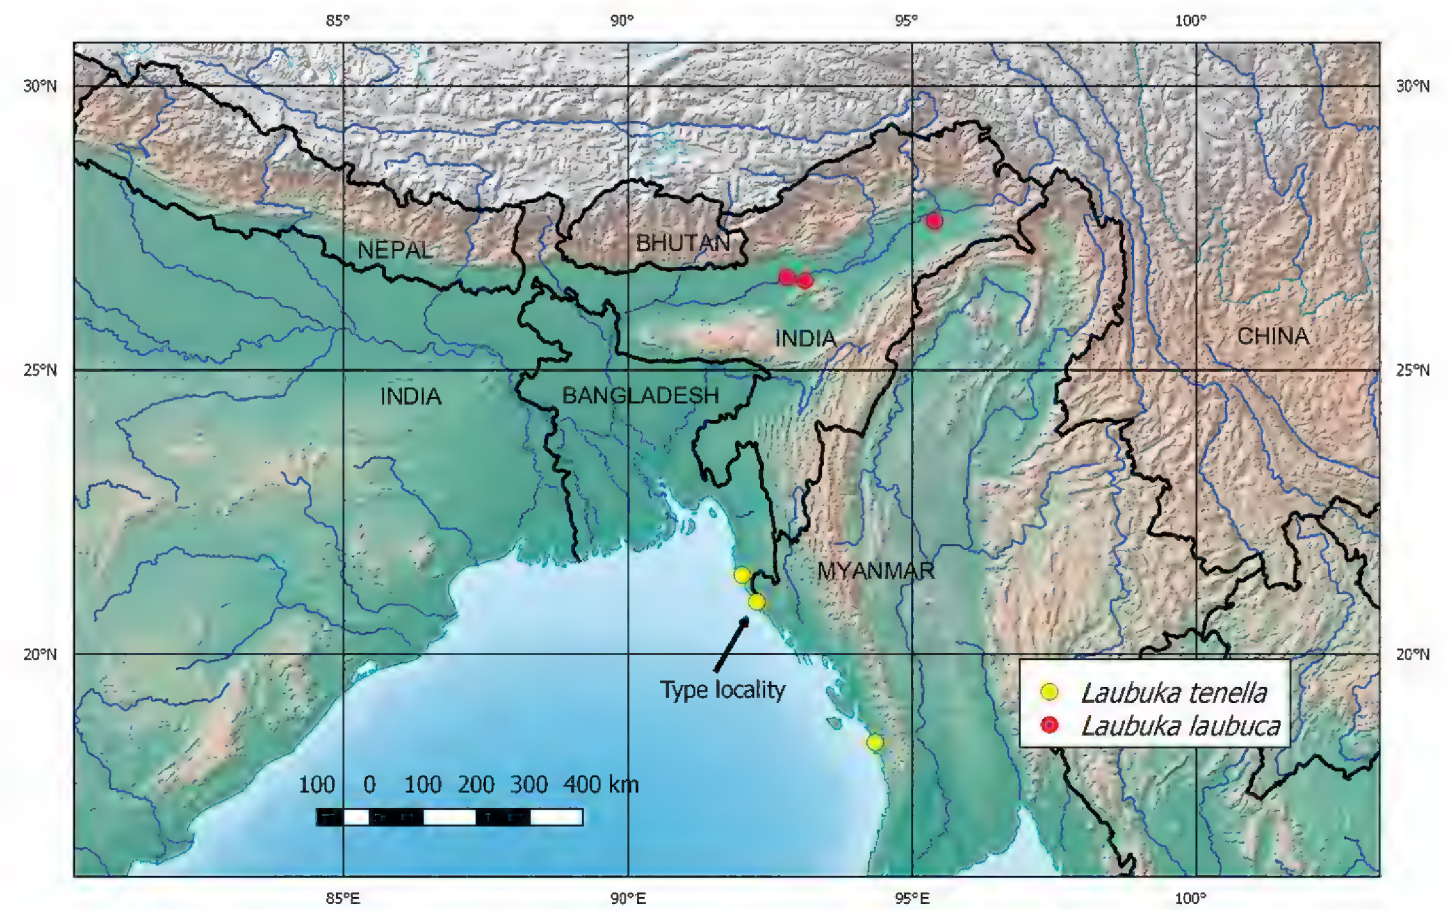 85° 90° 95° 100°
30°N 30°N
NEPAL BHUTAN
INDIA CHINA
25°N 25°N
INDIA BANGLADESH
MYANMAR
20°N 20°N
Type locality
Laubuka tenella
Laubuka laubuca
100 0 100 200 300 400 km
85°E 90°E 95°E 100°E